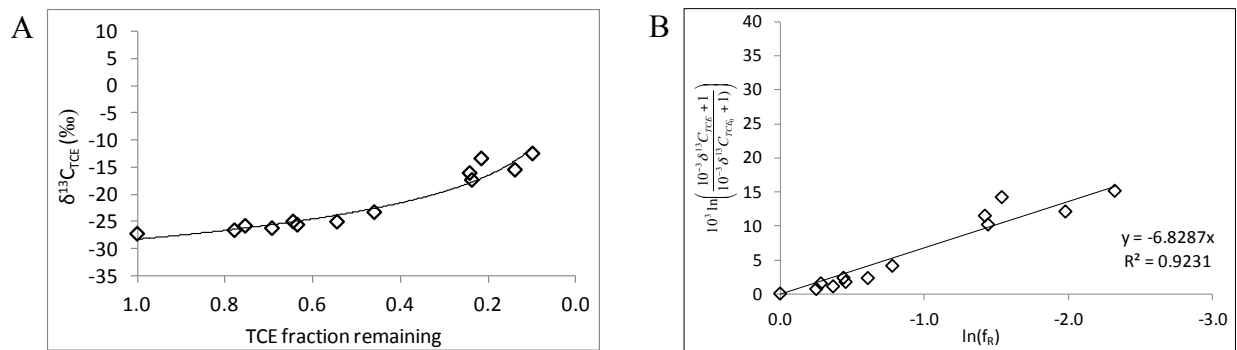 A
10
5
0
-5
-10
-15
-20
-25
-30
-35
δ¹³C_TCE (‰)
1.0 0.8 0.6 0.4 0.2 0.0
TCE fraction remaining
B
40
35
30
25
20
15
10
5
0
10³ ln((10⁻³ δ¹³C_TCE + 1)/(10⁻³ δ¹³C_TCE₀ + 1))
y = -6.8287x
R² = 0.9231
0.0 -1.0 -2.0 -3.0
ln(f_R)